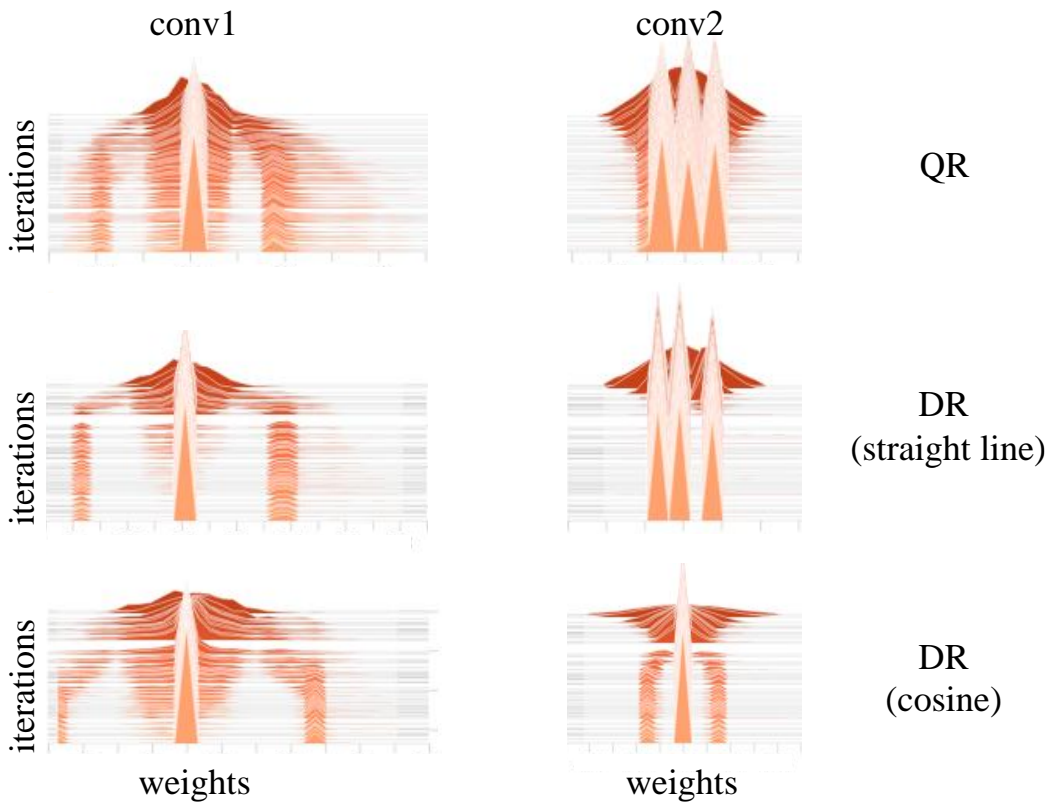 conv1
conv2
iterations
QR
iterations
DR
(straight line)
iterations
DR
(cosine)
weights
weights